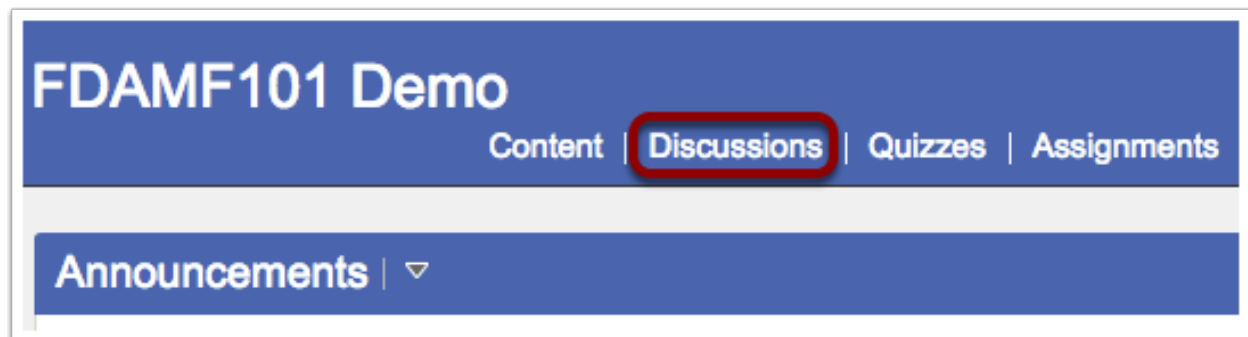 FDAMF101 Demo
Content | Discussions | Quizzes | Assignments
Announcements